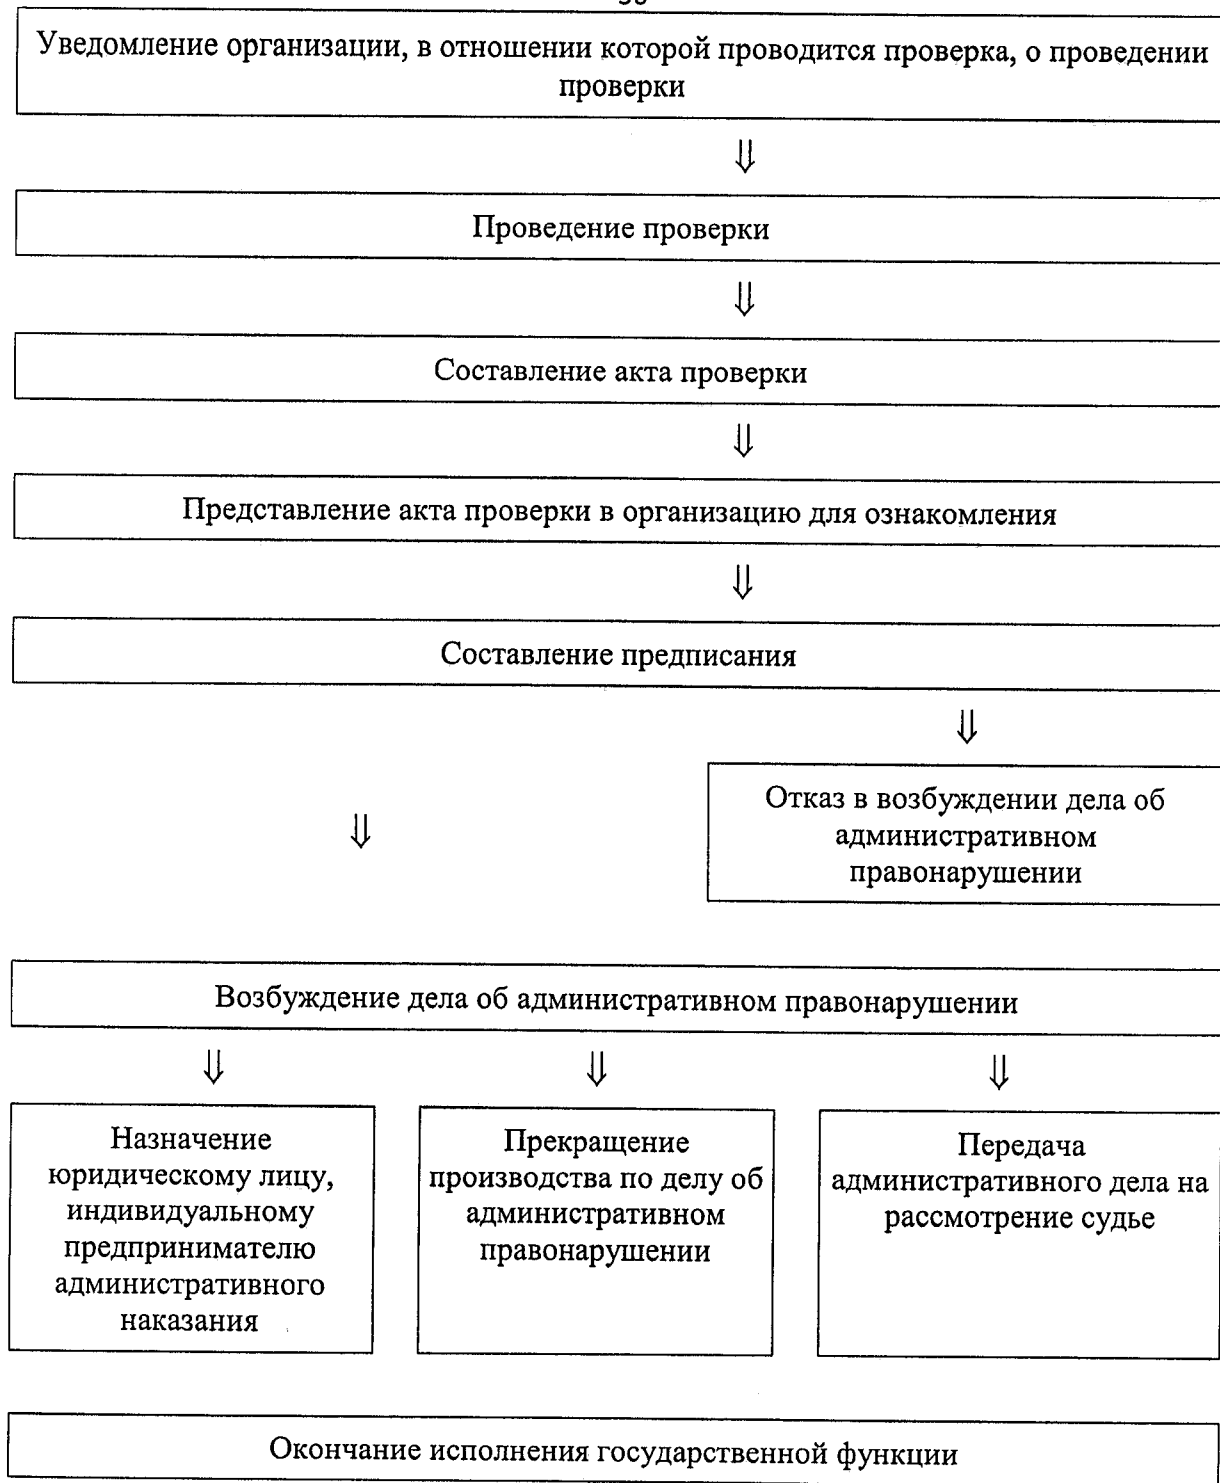 Уведомление организации, в отношении которой проводится проверка, о проведении
проверки
⇓
Проведение проверки
⇓
Составление акта проверки
⇓
Представление акта проверки в организацию для ознакомления
⇓
Составление предписания
⇓
Отказ в возбуждении дела об
административном
правонарушении
⇓
Возбуждение дела об административном правонарушении
⇓ ⇓ ⇓
Назначение
юридическому лицу,
индивидуальному
предпринимателю
административного
наказания
Прекращение
производства по делу об
административном
правонарушении
Передача
административного дела на
рассмотрение судье
Окончание исполнения государственной функции